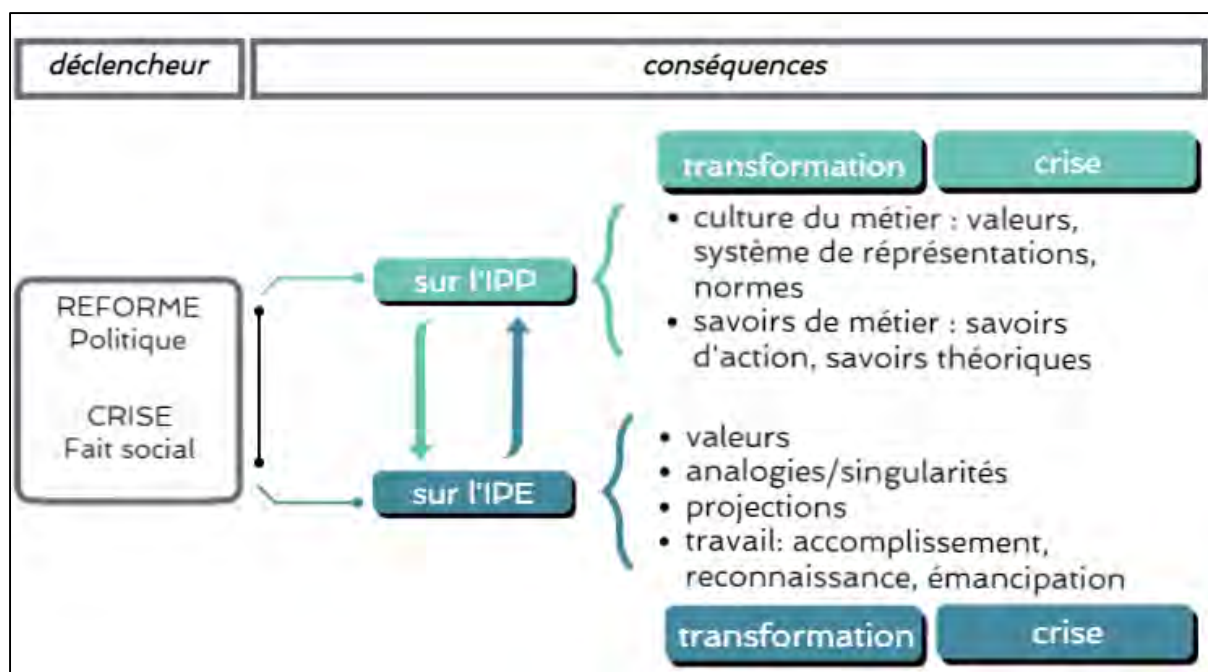 déclencheur
conséquences
transformation
crise
• culture du métier : valeurs,
système de réprésentations,
normes
• savoirs de métier : savoirs
d'action, savoirs théoriques
sur l'IPP
REFORME
Politique
CRISE
Fait social
sur l'IPE
• valeurs
• analogies/singularités
• projections
• travail: accomplissement,
reconnaissance, émancipation
transformation
crise